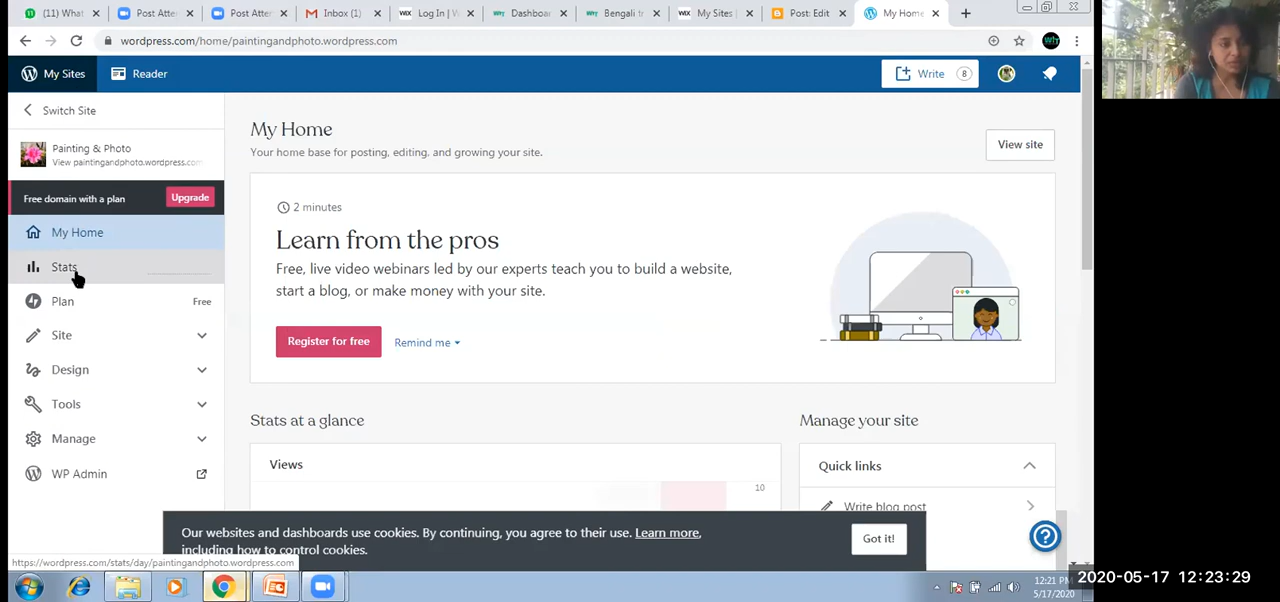 (11) What
Post Atter
Post Atter
Inbox (1)
WIX
Log In | W
Dashboar
Bengali tr
WIX
My Sites |
Post: Edit
My Home
wordpress.com/home/paintingandphoto.wordpress.com
WhT
My Sites
Reader
Write 8
Switch Site
Painting & Photo
View paintingandphoto.wordpress.com
Free domain with a plan
Upgrade
My Home
Stats
Plan
Free
Site
Design
Tools
Manage
WP Admin
My Home
Your home base for posting, editing, and growing your site.
View site
2 minutes
Learn from the pros
Free, live video webinars led by our experts teach you to build a website,
start a blog, or make money with your site.
Register for free
Remind me
Stats at a glance
Views
10
Manage your site
Quick links
Write blog post
Our websites and dashboards use cookies. By continuing, you agree to their use. Learn more,
including how to control cookies.
Got it!
https://wordpress.com/stats/day/paintingandphoto.wordpress.com
12:21 PM
5/17/2020
2020-05-17 12:23:29